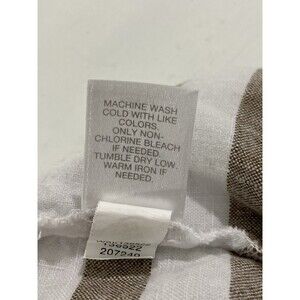 MACHINE WASH
COLD WITH LIKE
COLORS.
ONLY NON-
CHLORINE BLEACH
IF NEEDED.
TUMBLE DRY LOW.
WARM IRON IF
NEEDED.
207240